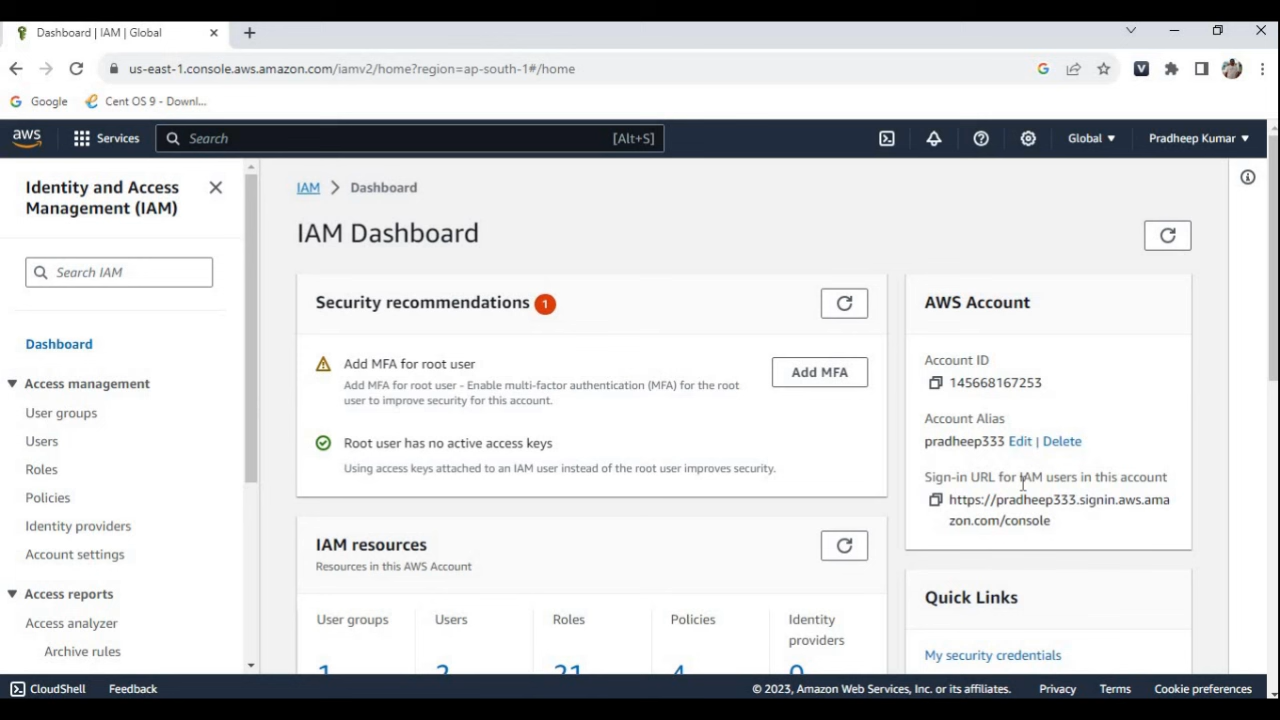 Dashboard | IAM | Global
us-east-1.console.aws.amazon.com/iamv2/home?region=ap-south-1#/home
Google
Cent OS 9 - Downl...
aws
Services
Search
[Alt+S]
Global
Pradheep Kumar
Identity and Access
Management (IAM)
Search IAM
Dashboard
Access management
User groups
Users
Roles
Policies
Identity providers
Account settings
Access reports
Access analyzer
Archive rules
IAM
Dashboard
IAM Dashboard
Security recommendations 1
Add MFA for root user
Add MFA for root user - Enable multi-factor authentication (MFA) for the root
user to improve security for this account.
Add MFA
Root user has no active access keys
Using access keys attached to an IAM user instead of the root user improves security.
IAM resources
Resources in this AWS Account
User groups
Users
Roles
Policies
Identity
providers
1
2
21
4
0
AWS Account
Account ID
145668167253
Account Alias
pradheep333 Edit | Delete
Sign-in URL for IAM users in this account
https://pradheep333.signin.aws.ama
zon.com/console
Quick Links
My security credentials
CloudShell
Feedback
© 2023, Amazon Web Services, Inc. or its affiliates.
Privacy
Terms
Cookie preferences